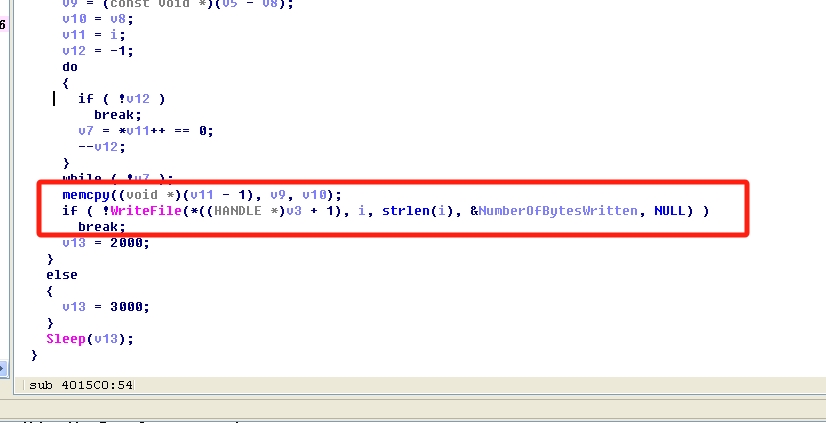 6
v9 = (const void *)(v5 - v8);
v10 = v8;
v11 = i;
v12 = -1;
do
{
if ( !v12 )
break;
v7 = *v11++ == 0;
--v12;
}
while ( !v7 );
memcpy((void *)(v11 - 1), v9, v10);
if ( !WriteFile(*((HANDLE *)v3 + 1), i, strlen(i), &NumberOfBytesWritten, NULL) )
break;
v13 = 2000;
}
else
{
v13 = 3000;
}
Sleep(v13);
}
sub 4015C0:54